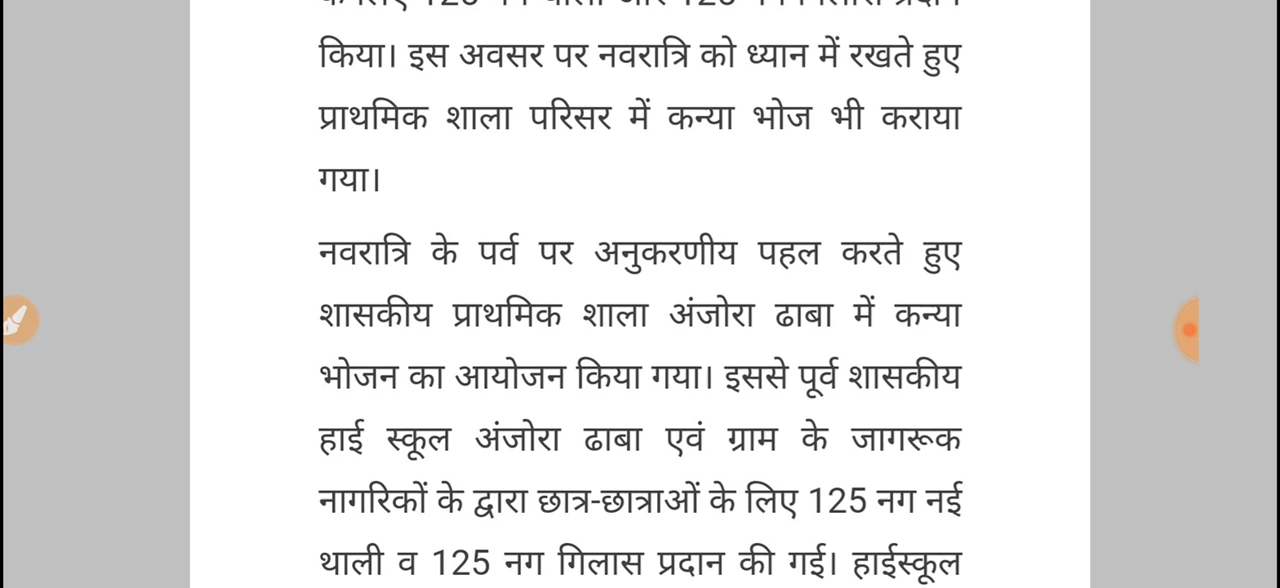 किया। इस अवसर पर नवरात्रि को ध्यान में रखते हुए
प्राथमिक शाला परिसर में कन्या भोज भी कराया
गया।
नवरात्रि के पर्व पर अनुकरणीय पहल करते हुए
शासकीय प्राथमिक शाला अंजोरा ढाबा में कन्या
भोजन का आयोजन किया गया। इससे पूर्व शासकीय
हाई स्कूल अंजोरा ढाबा एवं ग्राम के जागरूक
नागरिकों के द्वारा छात्र-छात्राओं के लिए 125 नग नई
थाली व 125 नग गिलास प्रदान की गई। हाईस्कूल